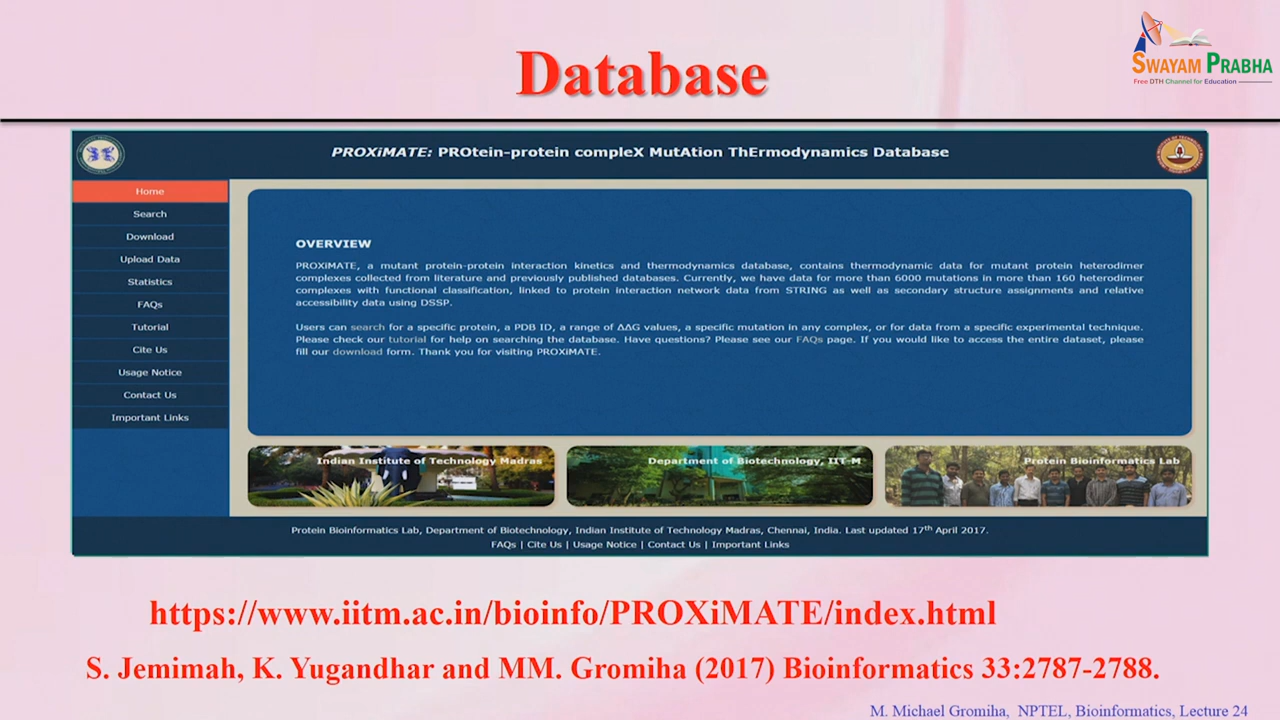 Database
SWAYAM PRABHA
Free DTH Channel for Education
PROXiMATE: PROtein-protein compleX MutAtion ThErmodynamics Database
Home
Search
Download
Upload Data
Statistics
FAQs
Tutorial
Cite Us
Usage Notice
Contact Us
Important Links
OVERVIEW
PROXiMATE, a mutant protein-protein interaction kinetics and thermodynamics database, contains thermodynamic data for mutant protein heterodimer
complexes collected from literature and previously published databases. Currently, we have data for more than 6000 mutations in more than 160 heterodimer
complexes with functional classification, linked to protein interaction network data from STRING as well as secondary structure assignments and relative
accessibility data using DSSP.
Users can search for a specific protein, a PDB ID, a range of ΔΔG values, a specific mutation in any complex, or for data from a specific experimental technique.
Please check our tutorial for help on searching the database. Have questions? Please see our FAQs page. If you would like to access the entire dataset, please
fill our download form. Thank you for visiting PROXiMATE.
Indian Institute of Technology Madras
Department of Biotechnology, IIT-M
Protein Bioinformatics Lab
Protein Bioinformatics Lab, Department of Biotechnology, Indian Institute of Technology Madras, Chennai, India. Last updated 17th April 2017.
FAQs | Cite Us | Usage Notice | Contact Us | Important Links
https://www.iitm.ac.in/bioinfo/PROXiMATE/index.html
S. Jemimah, K. Yugandhar and MM. Gromiha (2017) Bioinformatics 33:2787-2788.
M. Michael Gromiha, NPTEL, Bioinformatics, Lecture 24